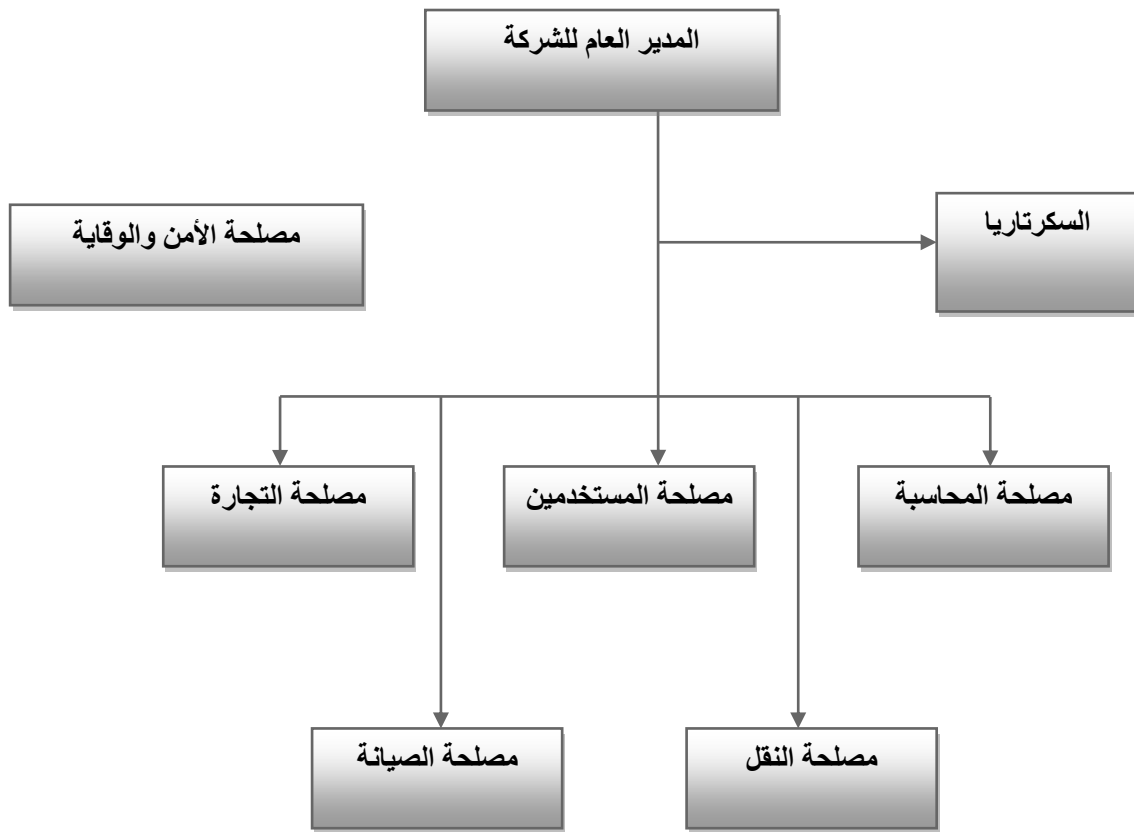 المدير العام للشركة
السكرتاريا
مصلحة الأمن والوقاية
مصلحة المحاسبة
مصلحة المستخدمين
مصلحة التجارة
مصلحة النقل
مصلحة الصيانة